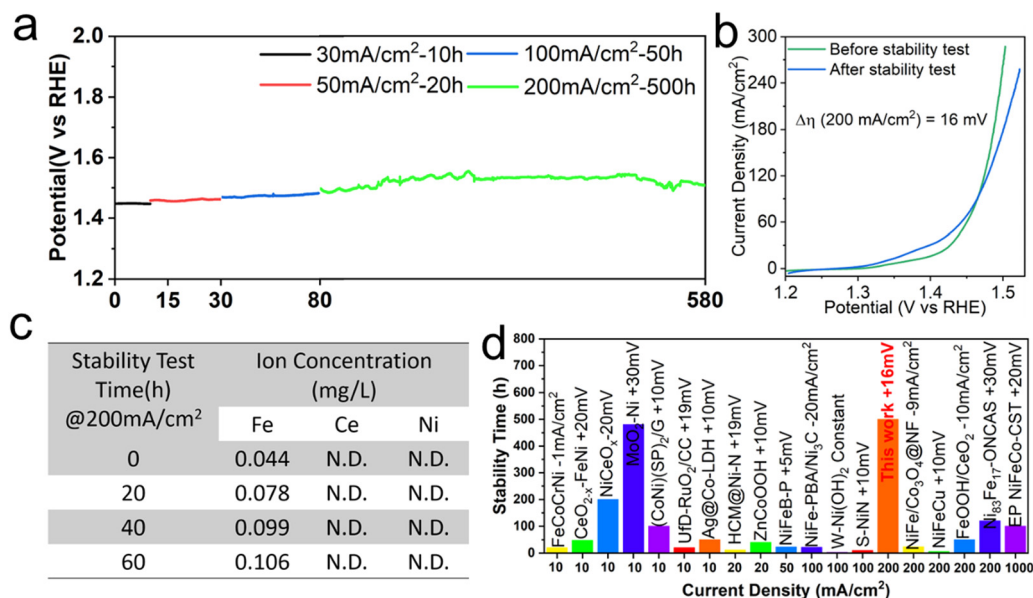 a
2.0
1.8
1.6
1.4
1.2
Potential(V vs RHE)
30mA/cm²-10h
100mA/cm²-50h
50mA/cm²-20h
200mA/cm²-500h
0
15
30
80
580
b
300
240
180
120
60
0
Current Density (mA/cm²)
Before stability test
After stability test
Δη (200 mA/cm²) = 16 mV
1.2
1.3
1.4
1.5
Potential (V vs RHE)
c
Stability Test
Time(h)
@200mA/cm²
Ion Concentration
(mg/L)
Fe Ce Ni
0 0.044 N.D. N.D.
20 0.078 N.D. N.D.
40 0.099 N.D. N.D.
60 0.106 N.D. N.D.
d
800
700
600
500
400
300
200
100
0
Stability Time (h)
FeCoCrNi -1mA/cm²
CeO₂₋ₓ-FeNi +20mV
NiCeOₓ-20mV
MoO₂-Ni +30mV
(CoNi)(SP)₂/G +10mV
UfD-RuO₂/CC +19mV
Ag@Co-LDH +10mV
HCM@Ni-N +19mV
ZnCoOOH +10mV
NiFeB-P +5mV
NiFe-PBA/Ni₃C -20mA/cm²
W-Ni(OH)₂ Constant
S-NiN +10mV
This work +16mV
NiFe/Co₃O₄@NF -9mA/cm²
NiFeCu +10mV
FeOOH/CeO₂ -10mA/cm²
Ni₈₃Fe₁₇-ONCAS +30mV
EP NiFeCo-CST +20mV
10 10 10 10 10 10 10 20 20 50 100 100 100 200 200 200 200 200 1000
Current Density (mA/cm²)